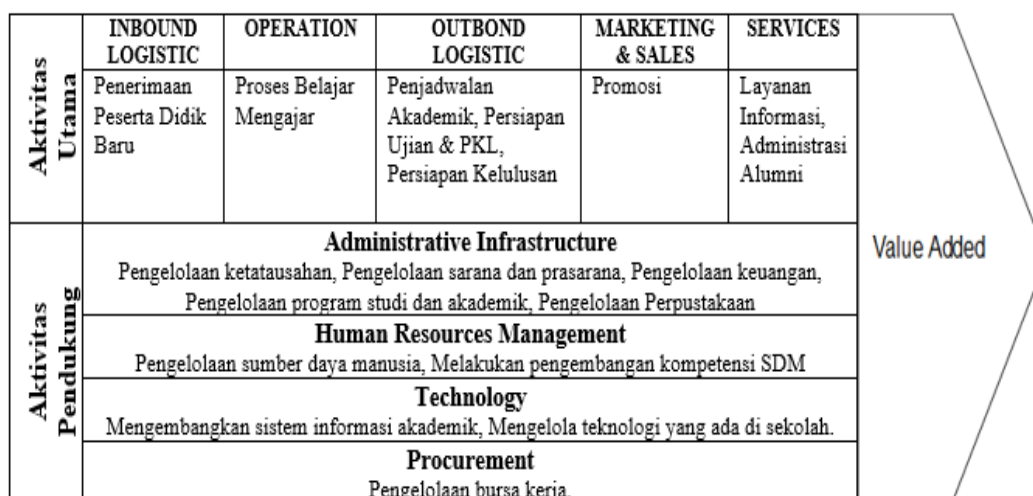 Aktivitas
Utama
INBOUND
LOGISTIC
OPERATION
OUTBOND
LOGISTIC
MARKETING
& SALES
SERVICES
Penerimaan
Peserta Didik
Baru
Proses Belajar
Mengajar
Penjadwalan
Akademik, Persiapan
Ujian & PKL,
Persiapan Kelulusan
Promosi
Layanan
Informasi,
Administrasi
Alumni
Aktivitas
Pendukung
Administrative Infrastructure
Pengelolaan ketatausahan, Pengelolaan sarana dan prasarana, Pengelolaan keuangan,
Pengelolaan program studi dan akademik, Pengelolaan Perpustakaan
Human Resources Management
Pengelolaan sumber daya manusia, Melakukan pengembangan kompetensi SDM
Technology
Mengembangkan sistem informasi akademik, Mengelola teknologi yang ada di sekolah.
Procurement
Pengelolaan bursa kerja.
Value Added